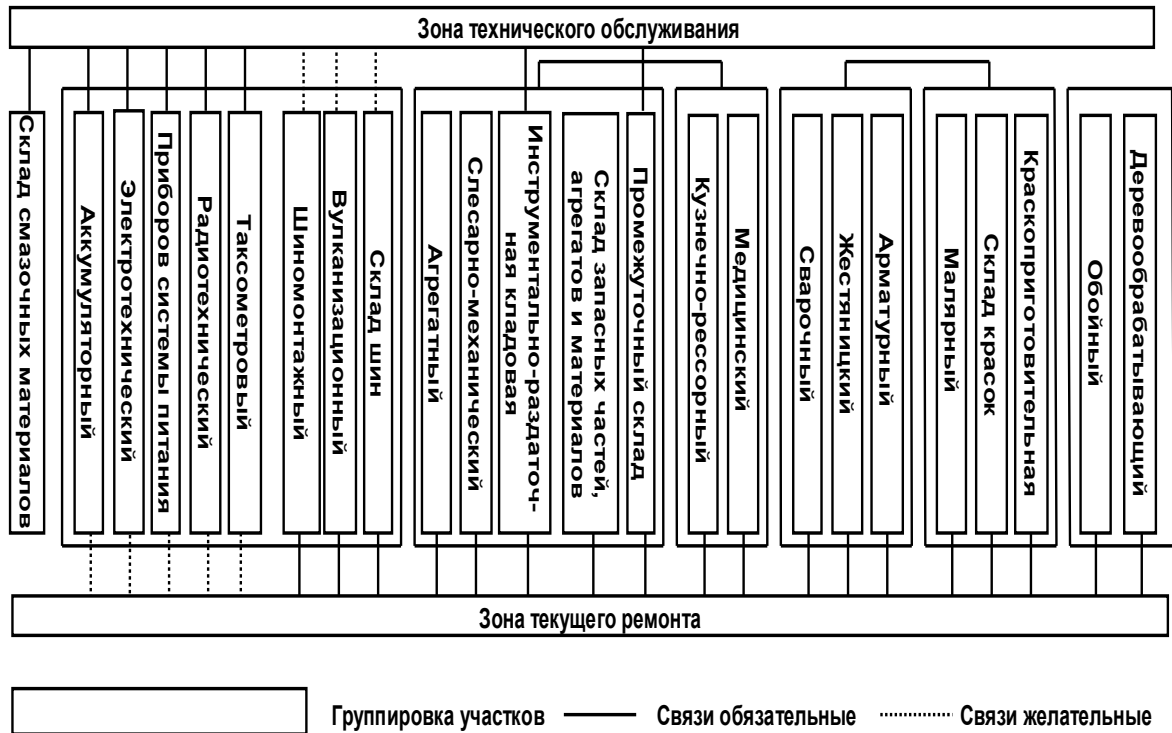 Зона технического обслуживания
Склад смазочных материалов
Аккумуляторный
Электротехнический
Приборов системы питания
Радиотехнический
Таксометровый
Шиномонтажный
Вулканизационный
Склад шин
Агрегатный
Слесарно-механический
Инструментально-раздаточ-
ная кладовая
Склад запасных частей,
агрегатов и материалов
Промежуточный склад
Кузнечно-рессорный
Медницинский
Сварочный
Жестяницкий
Арматурный
Малярный
Склад красок
Краскоприготовительная
Обойный
Деревообрабатывающий
Зона текущего ремонта
Группировка участков
Связи обязательные
Связи желательные